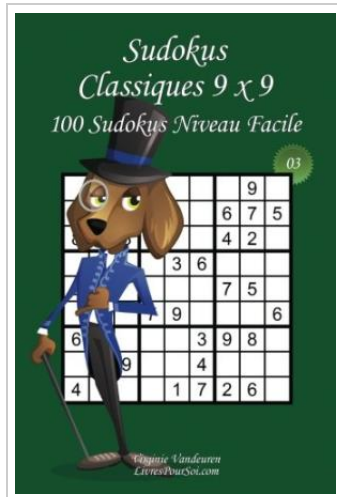 Sudokus
Classiques 9 x 9
100 Sudokus Niveau Facile
03
9
6 7 5
4 2
3 6
7 5
9 6
6 3 9 8
9 4
4 1 7 2 6
Virginie Vandeuren
LivresPourSoi.com